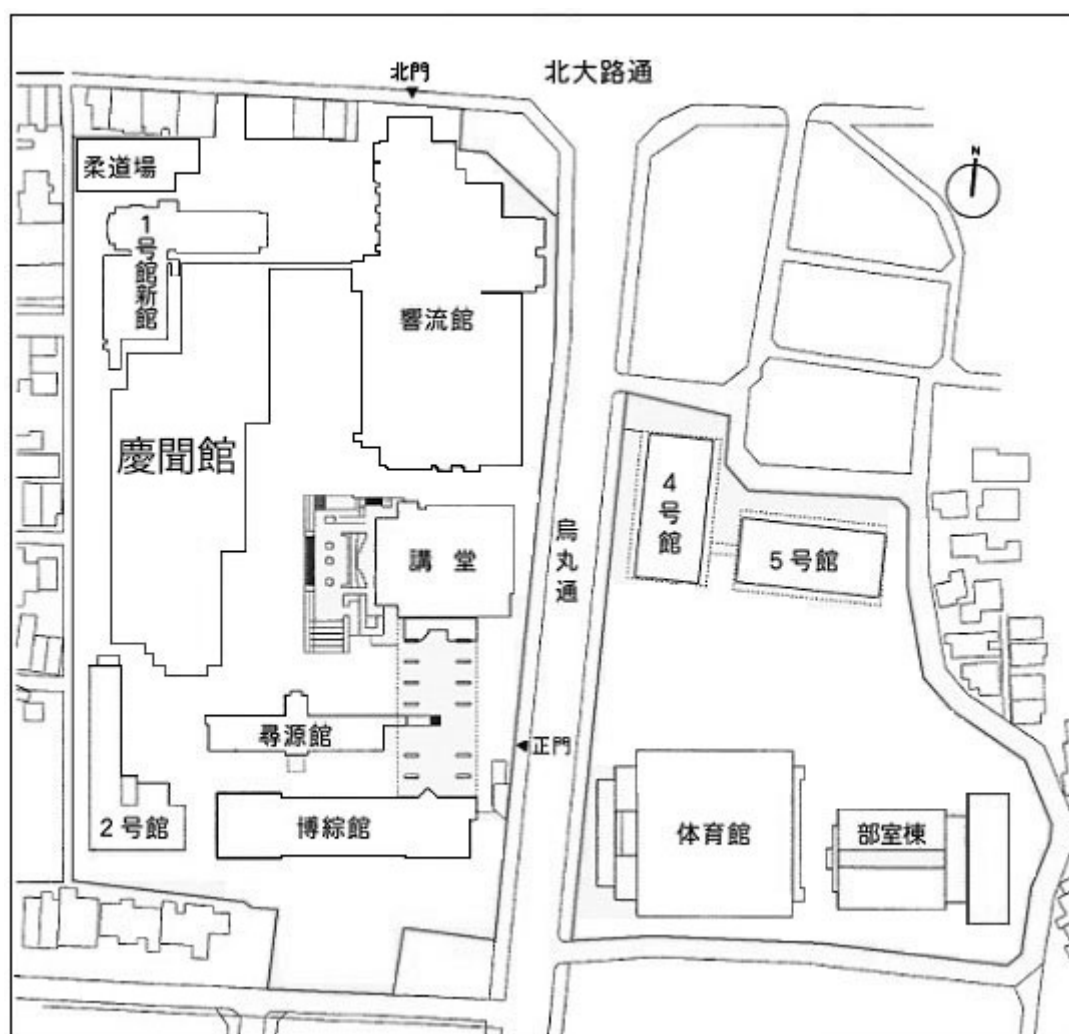 北大路通
北門
N
柔道場
1号館新館
響流館
慶聞館
4号館
5号館
講堂
烏丸通
尋源館
正門
2号館
博綜館
体育館
部室棟